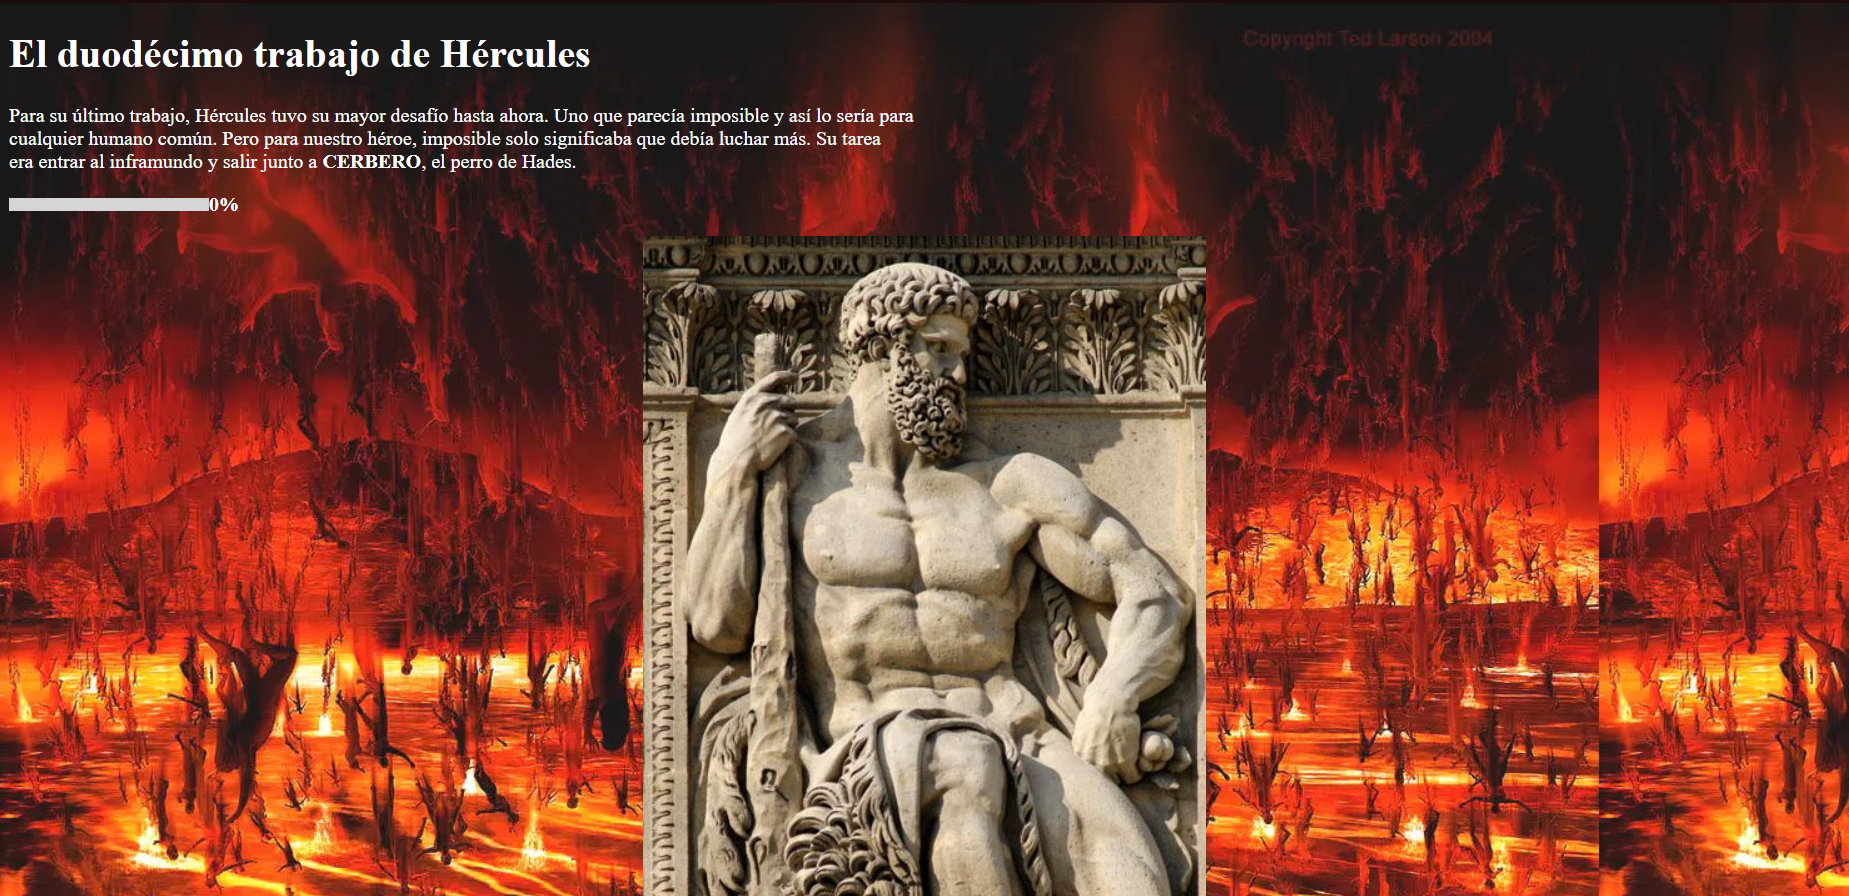 Copyright Ted Larson 2004
El duodécimo trabajo de Hércules
Para su último trabajo, Hércules tuvo su mayor desafío hasta ahora. Uno que parecía imposible y así lo sería para
cualquier humano común. Pero para nuestro héroe, imposible solo significaba que debía luchar más. Su tarea
era entrar al inframundo y salir junto a CERBERO, el perro de Hades.
0%